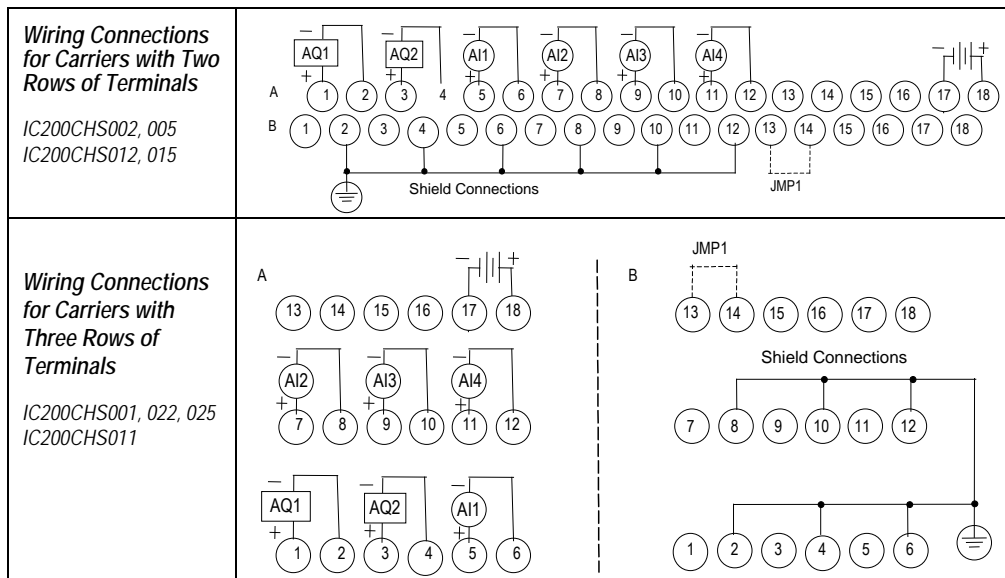 Wiring Connections
for Carriers with Two
Rows of Terminals
IC200CHS002, 005
IC200CHS012, 015
− − − − − − − +
AQ1 AQ2 AI1 AI2 AI3 AI4
+ + + + + +
A 1 2 3 4 5 6 7 8 9 10 11 12 13 14 15 16 17 18
B 1 2 3 4 5 6 7 8 9 10 11 12 13 14 15 16 17 18
Shield Connections
JMP1
Wiring Connections
for Carriers with
Three Rows of
Terminals
IC200CHS001, 022, 025
IC200CHS011
A
− +
13 14 15 16 17 18
− − −
AI2 AI3 AI4
+ + +
7 8 9 10 11 12
− − −
AQ1 AQ2 AI1
+ + +
1 2 3 4 5 6
JMP1
B
13 14 15 16 17 18
Shield Connections
7 8 9 10 11 12
1 2 3 4 5 6